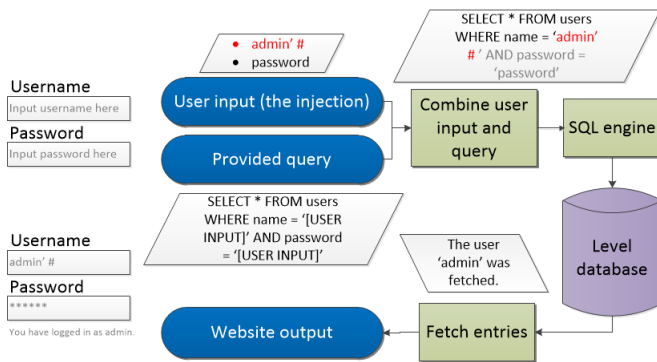 SELECT * FROM users
WHERE name = ‘admin’
# ’ AND password =
‘password’
• admin’ #
• password
Username
Input username here
Password
Input password here
User input (the injection)
Provided query
Combine user
input and
query
SQL engine
SELECT * FROM users
WHERE name = ‘[USER
INPUT]’ AND password
= ‘[USER INPUT]’
Level
database
The user
‘admin’ was
fetched.
Username
admin’ #
Password
******
You have logged in as admin.
Website output
Fetch entries